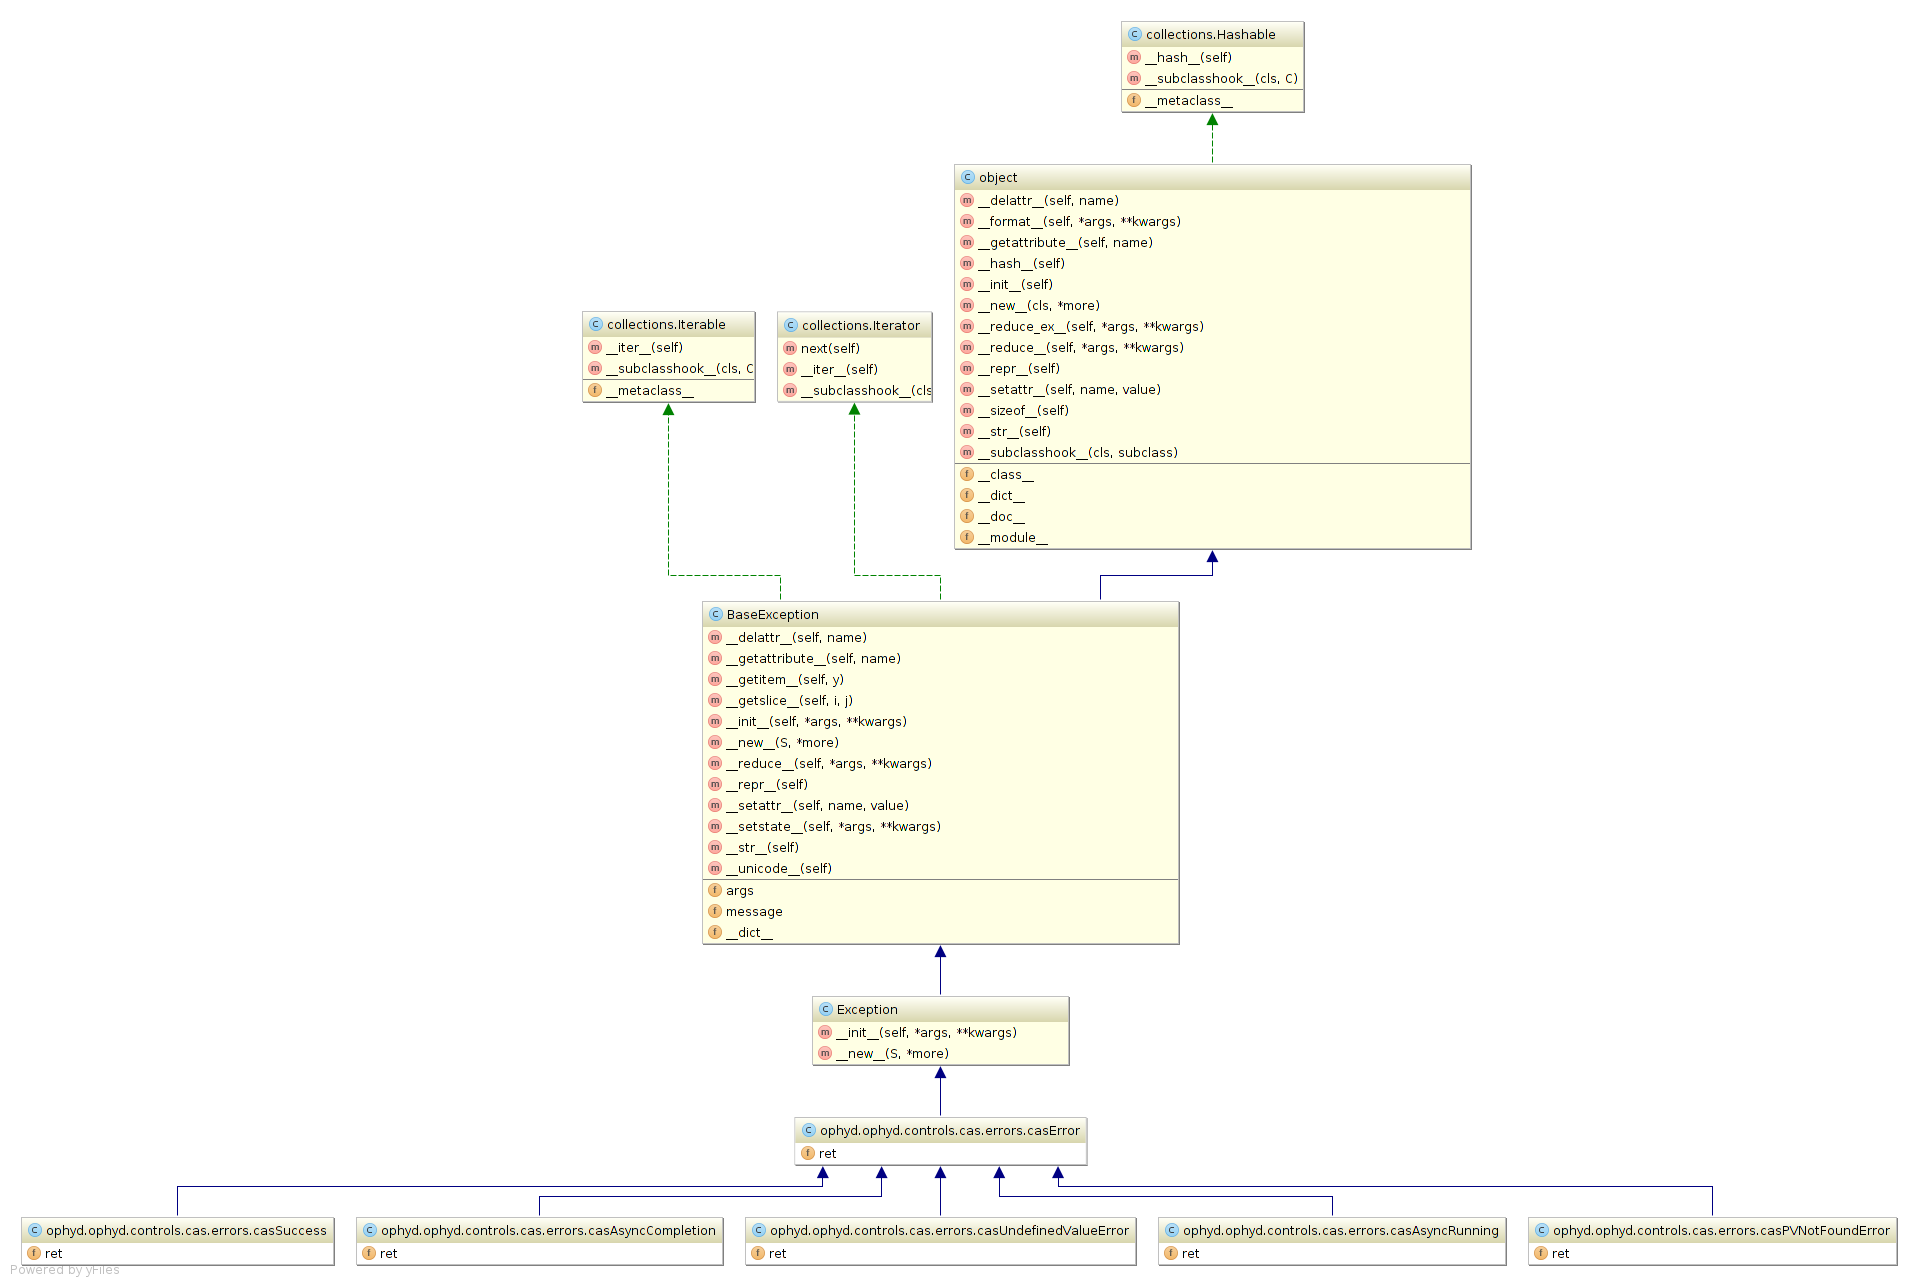 collections.Hashable
__hash__(self)
__subclasshook__(cls, C)
__metaclass__
object
__delattr__(self, name)
__format__(self, *args, **kwargs)
__getattribute__(self, name)
__hash__(self)
__init__(self)
__new__(cls, *more)
__reduce_ex__(self, *args, **kwargs)
__reduce__(self, *args, **kwargs)
__repr__(self)
__setattr__(self, name, value)
__sizeof__(self)
__str__(self)
__subclasshook__(cls, subclass)
__class__
__dict__
__doc__
__module__
collections.Iterable
__iter__(self)
__subclasshook__(cls, C
__metaclass__
collections.Iterator
next(self)
__iter__(self)
__subclasshook__(cls
BaseException
__delattr__(self, name)
__getattribute__(self, name)
__getitem__(self, y)
__getslice__(self, i, j)
__init__(self, *args, **kwargs)
__new__(S, *more)
__reduce__(self, *args, **kwargs)
__repr__(self)
__setattr__(self, name, value)
__setstate__(self, *args, **kwargs)
__str__(self)
__unicode__(self)
args
message
__dict__
Exception
__init__(self, *args, **kwargs)
__new__(S, *more)
ophyd.ophyd.controls.cas.errors.casError
ret
ophyd.ophyd.controls.cas.errors.casSuccess
ret
ophyd.ophyd.controls.cas.errors.casAsyncCompletion
ret
ophyd.ophyd.controls.cas.errors.casUndefinedValueError
ret
ophyd.ophyd.controls.cas.errors.casAsyncRunning
ret
ophyd.ophyd.controls.cas.errors.casPVNotFoundError
ret
Powered by yFiles